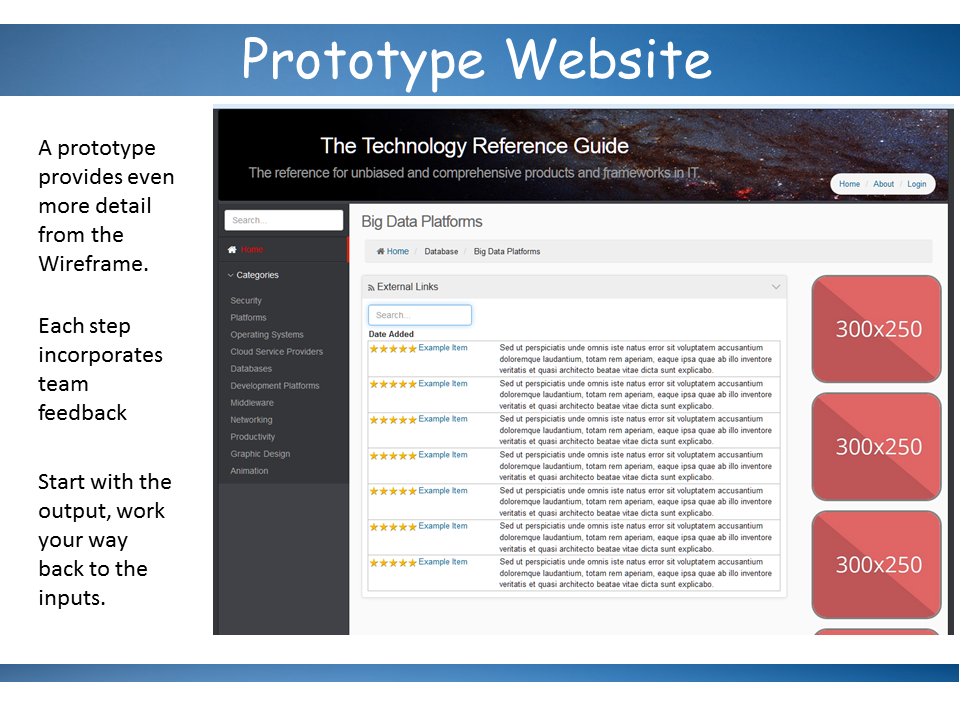 Prototype Website
A prototype
provides even
more detail
from the
Wireframe.
Each step
incorporates
team
feedback
Start with the
output, work
your way
back to the
inputs.
The Technology Reference Guide
The reference for unbiased and comprehensive products and frameworks in IT.
Home / About / Login
Search...
Home
Categories
Security
Platforms
Operating Systems
Cloud Service Providers
Databases
Development Platforms
Middleware
Networking
Productivity
Graphic Design
Animation
Big Data Platforms
Home / Database / Big Data Platforms
External Links
Search...
Date Added
Example Item Sed ut perspiciatis unde omnis iste natus error sit voluptatem accusantium
doloremque laudantium, totam rem aperiam, eaque ipsa quae ab illo inventore
veritatis et quasi architecto beatae vitae dicta sunt explicabo.
Example Item Sed ut perspiciatis unde omnis iste natus error sit voluptatem accusantium
doloremque laudantium, totam rem aperiam, eaque ipsa quae ab illo inventore
veritatis et quasi architecto beatae vitae dicta sunt explicabo.
Example Item Sed ut perspiciatis unde omnis iste natus error sit voluptatem accusantium
doloremque laudantium, totam rem aperiam, eaque ipsa quae ab illo inventore
veritatis et quasi architecto beatae vitae dicta sunt explicabo.
Example Item Sed ut perspiciatis unde omnis iste natus error sit voluptatem accusantium
doloremque laudantium, totam rem aperiam, eaque ipsa quae ab illo inventore
veritatis et quasi architecto beatae vitae dicta sunt explicabo.
Example Item Sed ut perspiciatis unde omnis iste natus error sit voluptatem accusantium
doloremque laudantium, totam rem aperiam, eaque ipsa quae ab illo inventore
veritatis et quasi architecto beatae vitae dicta sunt explicabo.
Example Item Sed ut perspiciatis unde omnis iste natus error sit voluptatem accusantium
doloremque laudantium, totam rem aperiam, eaque ipsa quae ab illo inventore
veritatis et quasi architecto beatae vitae dicta sunt explicabo.
Example Item Sed ut perspiciatis unde omnis iste natus error sit voluptatem accusantium
doloremque laudantium, totam rem aperiam, eaque ipsa quae ab illo inventore
veritatis et quasi architecto beatae vitae dicta sunt explicabo.
300x250
300x250
300x250